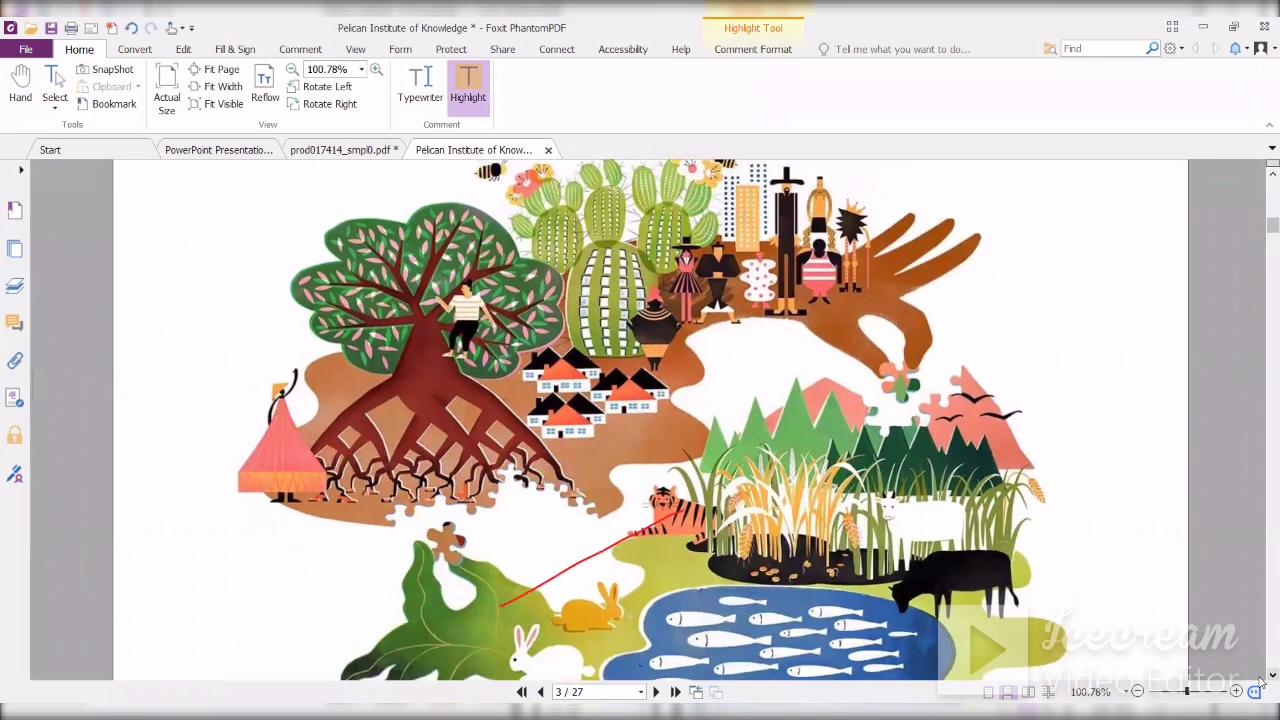 Pelican Institute of Knowledge * - Foxit PhantomPDF
Highlight Tool
File
Home
Convert
Edit
Fill & Sign
Comment
View
Form
Protect
Share
Connect
Accessibility
Help
Comment Format
Tell me what you want to do...
Find
Hand
Select
SnapShot
Clipboard
Bookmark
Tools
Actual Size
Fit Page
Fit Width
Fit Visible
Reflow
100.78%
Rotate Left
Rotate Right
View
Typewriter
Highlight
Comment
Start
PowerPoint Presentatio...
prod017414_smpl0.pdf *
Pelican Institute of Know...
Icecream
Video Editor
3 / 27
100.78%